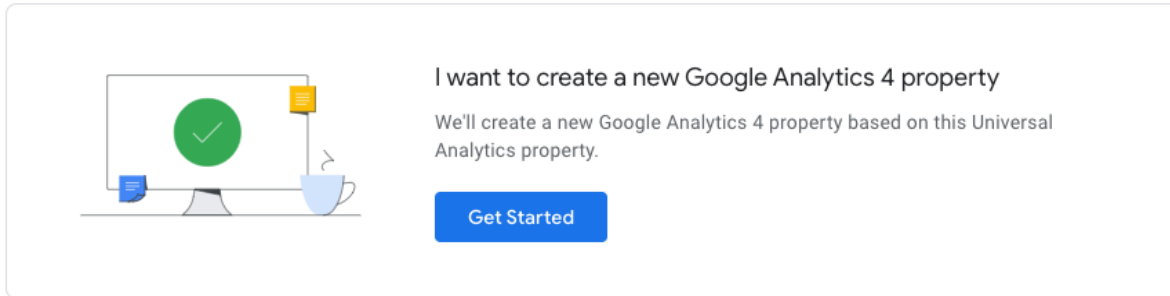 I want to create a new Google Analytics 4 property
We'll create a new Google Analytics 4 property based on this Universal
Analytics property.
Get Started